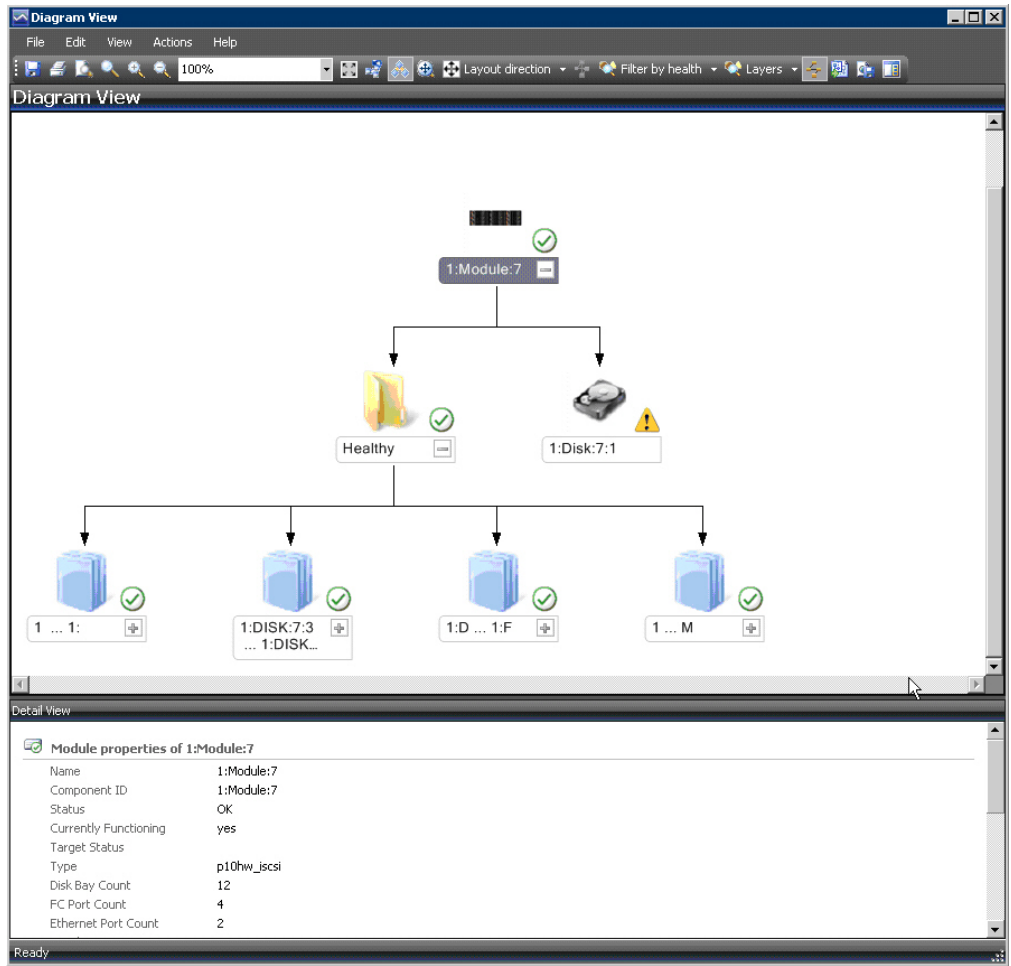 Diagram View
File Edit View Actions Help
100% Layout direction Filter by health Layers
Diagram View
1:Module:7
Healthy
1:Disk:7:1
1 ... 1:
1:DISK:7:3
... 1:DISK...
1:D ... 1:F
1 ... M
Detail View
Module properties of 1:Module:7
Name 1:Module:7
Component ID 1:Module:7
Status OK
Currently Functioning yes
Target Status
Type p10hw_iscsi
Disk Bay Count 12
FC Port Count 4
Ethernet Port Count 2
Ready